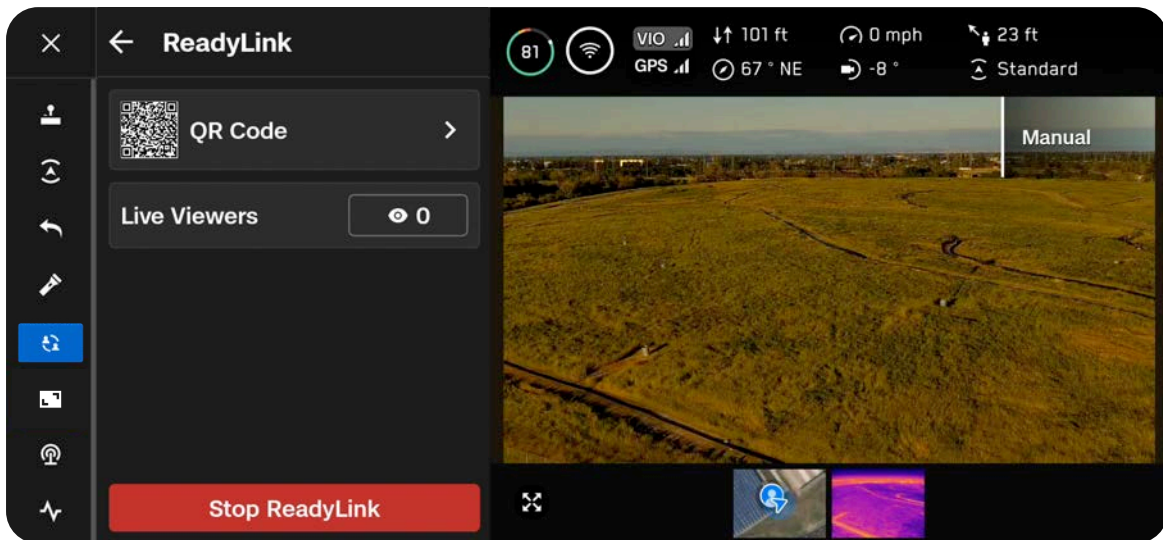 ReadyLink
QR Code
Live Viewers
0
Stop ReadyLink
81
VIO
GPS
101 ft
67 ° NE
0 mph
-8 °
23 ft
Standard
Manual